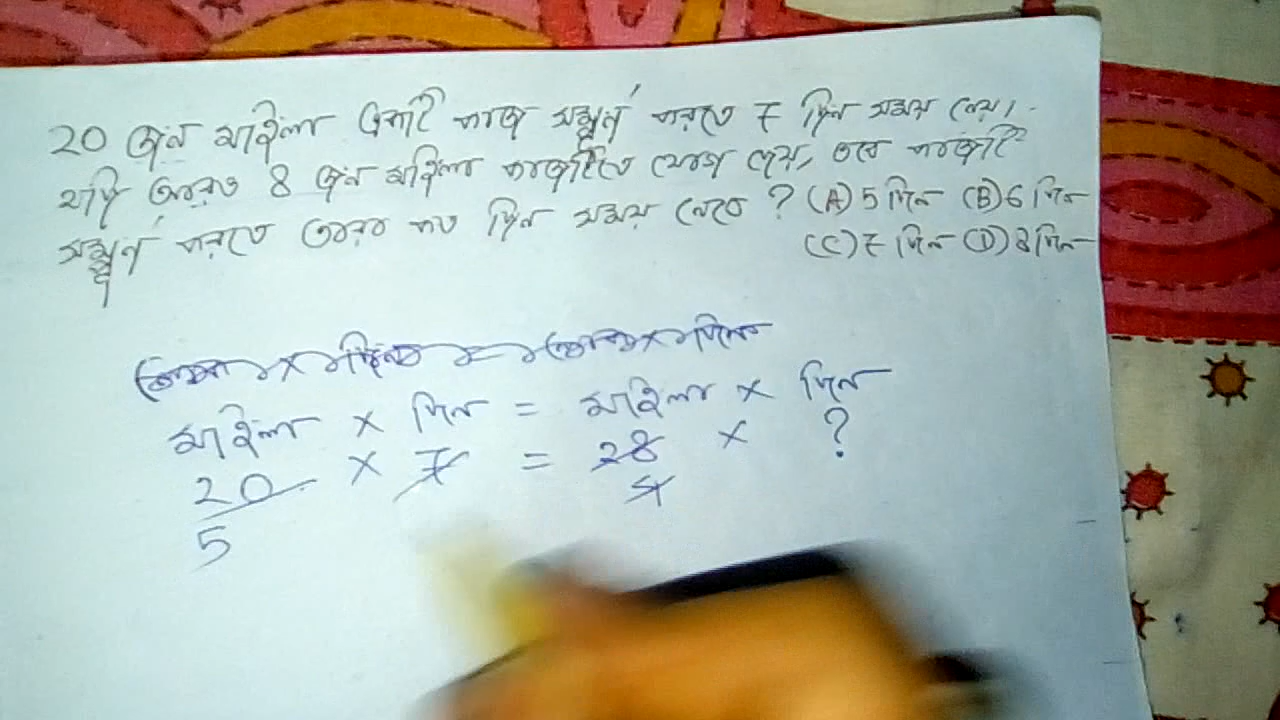 20 জন মহিলা একটি কাজ সম্পূর্ণ করতে 7 দিন সময় নেয়।
যদি আরও 8 জন মহিলা কাজটিতে যোগ দেয়, তবে কাজটি
সম্পূর্ণ করতে আর কত দিন সময় নেবে ? (A) 5 দিন (B) 6 দিন
(C) 7 দিন (D) 8 দিন
মহিলা × দিন = মহিলা × দিন
20 × 7 = 28 × ?
5 4